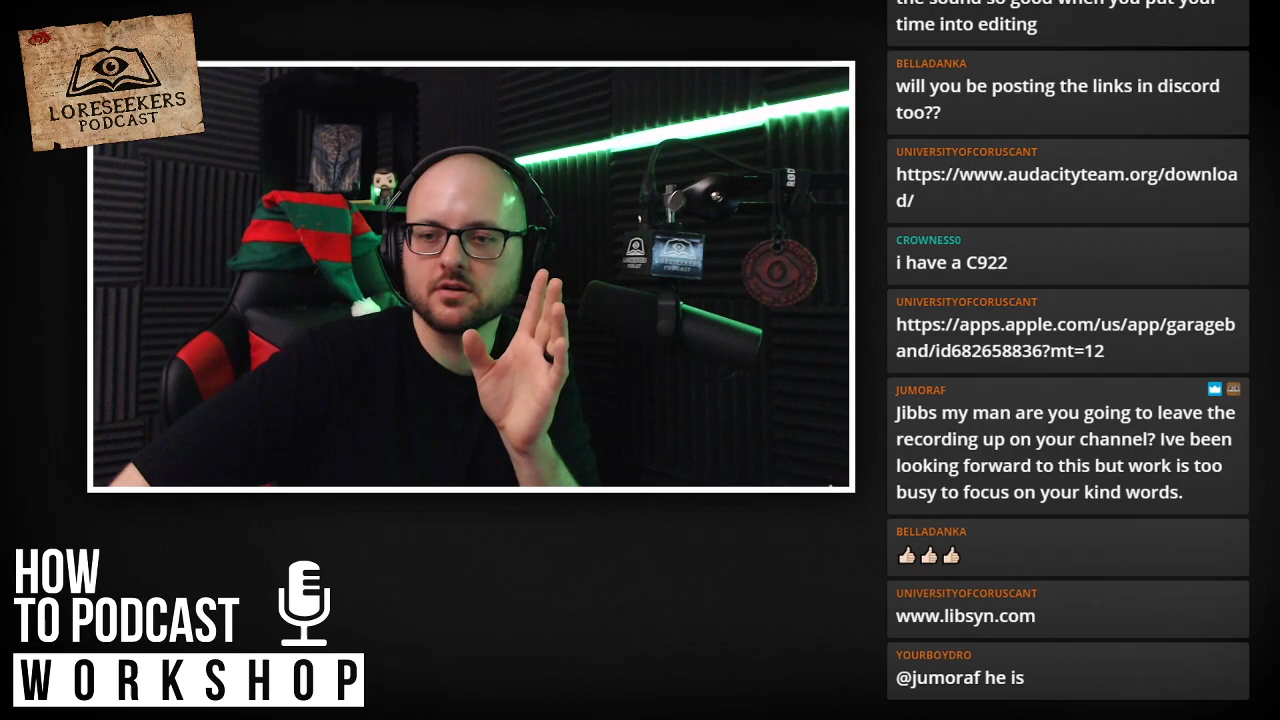 LORESEEKERS
PODCAST
RØDE
LORESEEKERS
PODCAST
HOW
TO PODCAST
WORKSHOP
the sound so good when you put your
time into editing
BELLADANKA
will you be posting the links in discord
too??
UNIVERSITYOFCORUSCANT
https://www.audacityteam.org/downloa
d/
CROWNESS0
i have a C922
UNIVERSITYOFCORUSCANT
https://apps.apple.com/us/app/garageb
and/id682658836?mt=12
JUMORAF
Jibbs my man are you going to leave the
recording up on your channel? Ive been
looking forward to this but work is too
busy to focus on your kind words.
BELLADANKA
👍🏻👍🏻👍🏻
UNIVERSITYOFCORUSCANT
www.libsyn.com
YOURBOYDRO
@jumoraf he is